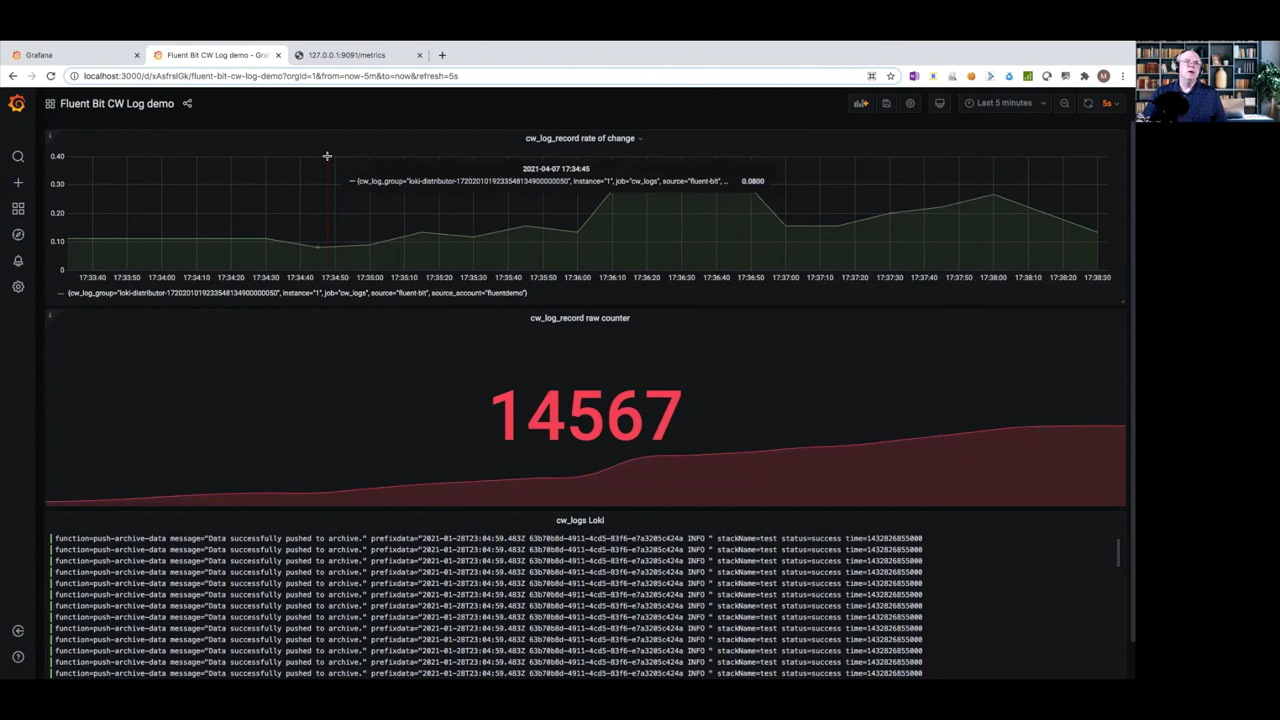 Grafana
Fluent Bit CW Log demo - Gra
127.0.0.1:9091/metrics
localhost:3000/d/xAsfrsIGk/fluent-bit-cw-log-demo?orgId=1&from=now-5m&to=now&refresh=5s
M
Fluent Bit CW Log demo
Last 5 minutes
5s
cw_log_record rate of change
0.40
0.30
0.20
0.10
0
2021-04-07 17:34:45
{cw_log_group="loki-distributor-17202010192335481349000000050", instance="1", job="cw_logs", source="fluent-bit", ... 0.0800
17:33:40 17:33:50 17:34:00 17:34:10 17:34:20 17:34:30 17:34:40 17:34:50 17:35:00 17:35:10 17:35:20 17:35:30 17:35:40 17:35:50 17:36:00 17:36:10 17:36:20 17:36:30 17:36:40 17:36:50 17:37:00 17:37:10 17:37:20 17:37:30 17:37:40 17:37:50 17:38:00 17:38:10 17:38:20 17:38:30
{cw_log_group="loki-distributor-17202010192335481349000000050", instance="1", job="cw_logs", source="fluent-bit", source_account="fluentdemo"}
cw_log_record raw counter
14567
cw_logs Loki
function=push-archive-data message="Data successfully pushed to archive." prefixdata="2021-01-28T23:04:59.483Z 63b70b8d-4911-4cd5-83f6-e7a3205c424a INFO " stackName=test status=success time=1432826855000
function=push-archive-data message="Data successfully pushed to archive." prefixdata="2021-01-28T23:04:59.483Z 63b70b8d-4911-4cd5-83f6-e7a3205c424a INFO " stackName=test status=success time=1432826855000
function=push-archive-data message="Data successfully pushed to archive." prefixdata="2021-01-28T23:04:59.483Z 63b70b8d-4911-4cd5-83f6-e7a3205c424a INFO " stackName=test status=success time=1432826855000
function=push-archive-data message="Data successfully pushed to archive." prefixdata="2021-01-28T23:04:59.483Z 63b70b8d-4911-4cd5-83f6-e7a3205c424a INFO " stackName=test status=success time=1432826855000
function=push-archive-data message="Data successfully pushed to archive." prefixdata="2021-01-28T23:04:59.483Z 63b70b8d-4911-4cd5-83f6-e7a3205c424a INFO " stackName=test status=success time=1432826855000
function=push-archive-data message="Data successfully pushed to archive." prefixdata="2021-01-28T23:04:59.483Z 63b70b8d-4911-4cd5-83f6-e7a3205c424a INFO " stackName=test status=success time=1432826855000
function=push-archive-data message="Data successfully pushed to archive." prefixdata="2021-01-28T23:04:59.483Z 63b70b8d-4911-4cd5-83f6-e7a3205c424a INFO " stackName=test status=success time=1432826855000
function=push-archive-data message="Data successfully pushed to archive." prefixdata="2021-01-28T23:04:59.483Z 63b70b8d-4911-4cd5-83f6-e7a3205c424a INFO " stackName=test status=success time=1432826855000
function=push-archive-data message="Data successfully pushed to archive." prefixdata="2021-01-28T23:04:59.483Z 63b70b8d-4911-4cd5-83f6-e7a3205c424a INFO " stackName=test status=success time=1432826855000
function=push-archive-data message="Data successfully pushed to archive." prefixdata="2021-01-28T23:04:59.483Z 63b70b8d-4911-4cd5-83f6-e7a3205c424a INFO " stackName=test status=success time=1432826855000
function=push-archive-data message="Data successfully pushed to archive." prefixdata="2021-01-28T23:04:59.483Z 63b70b8d-4911-4cd5-83f6-e7a3205c424a INFO " stackName=test status=success time=1432826855000
function=push-archive-data message="Data successfully pushed to archive." prefixdata="2021-01-28T23:04:59.483Z 63b70b8d-4911-4cd5-83f6-e7a3205c424a INFO " stackName=test status=success time=1432826855000
function=push-archive-data message="Data successfully pushed to archive." prefixdata="2021-01-28T23:04:59.483Z 63b70b8d-4911-4cd5-83f6-e7a3205c424a INFO " stackName=test status=success time=1432826855000